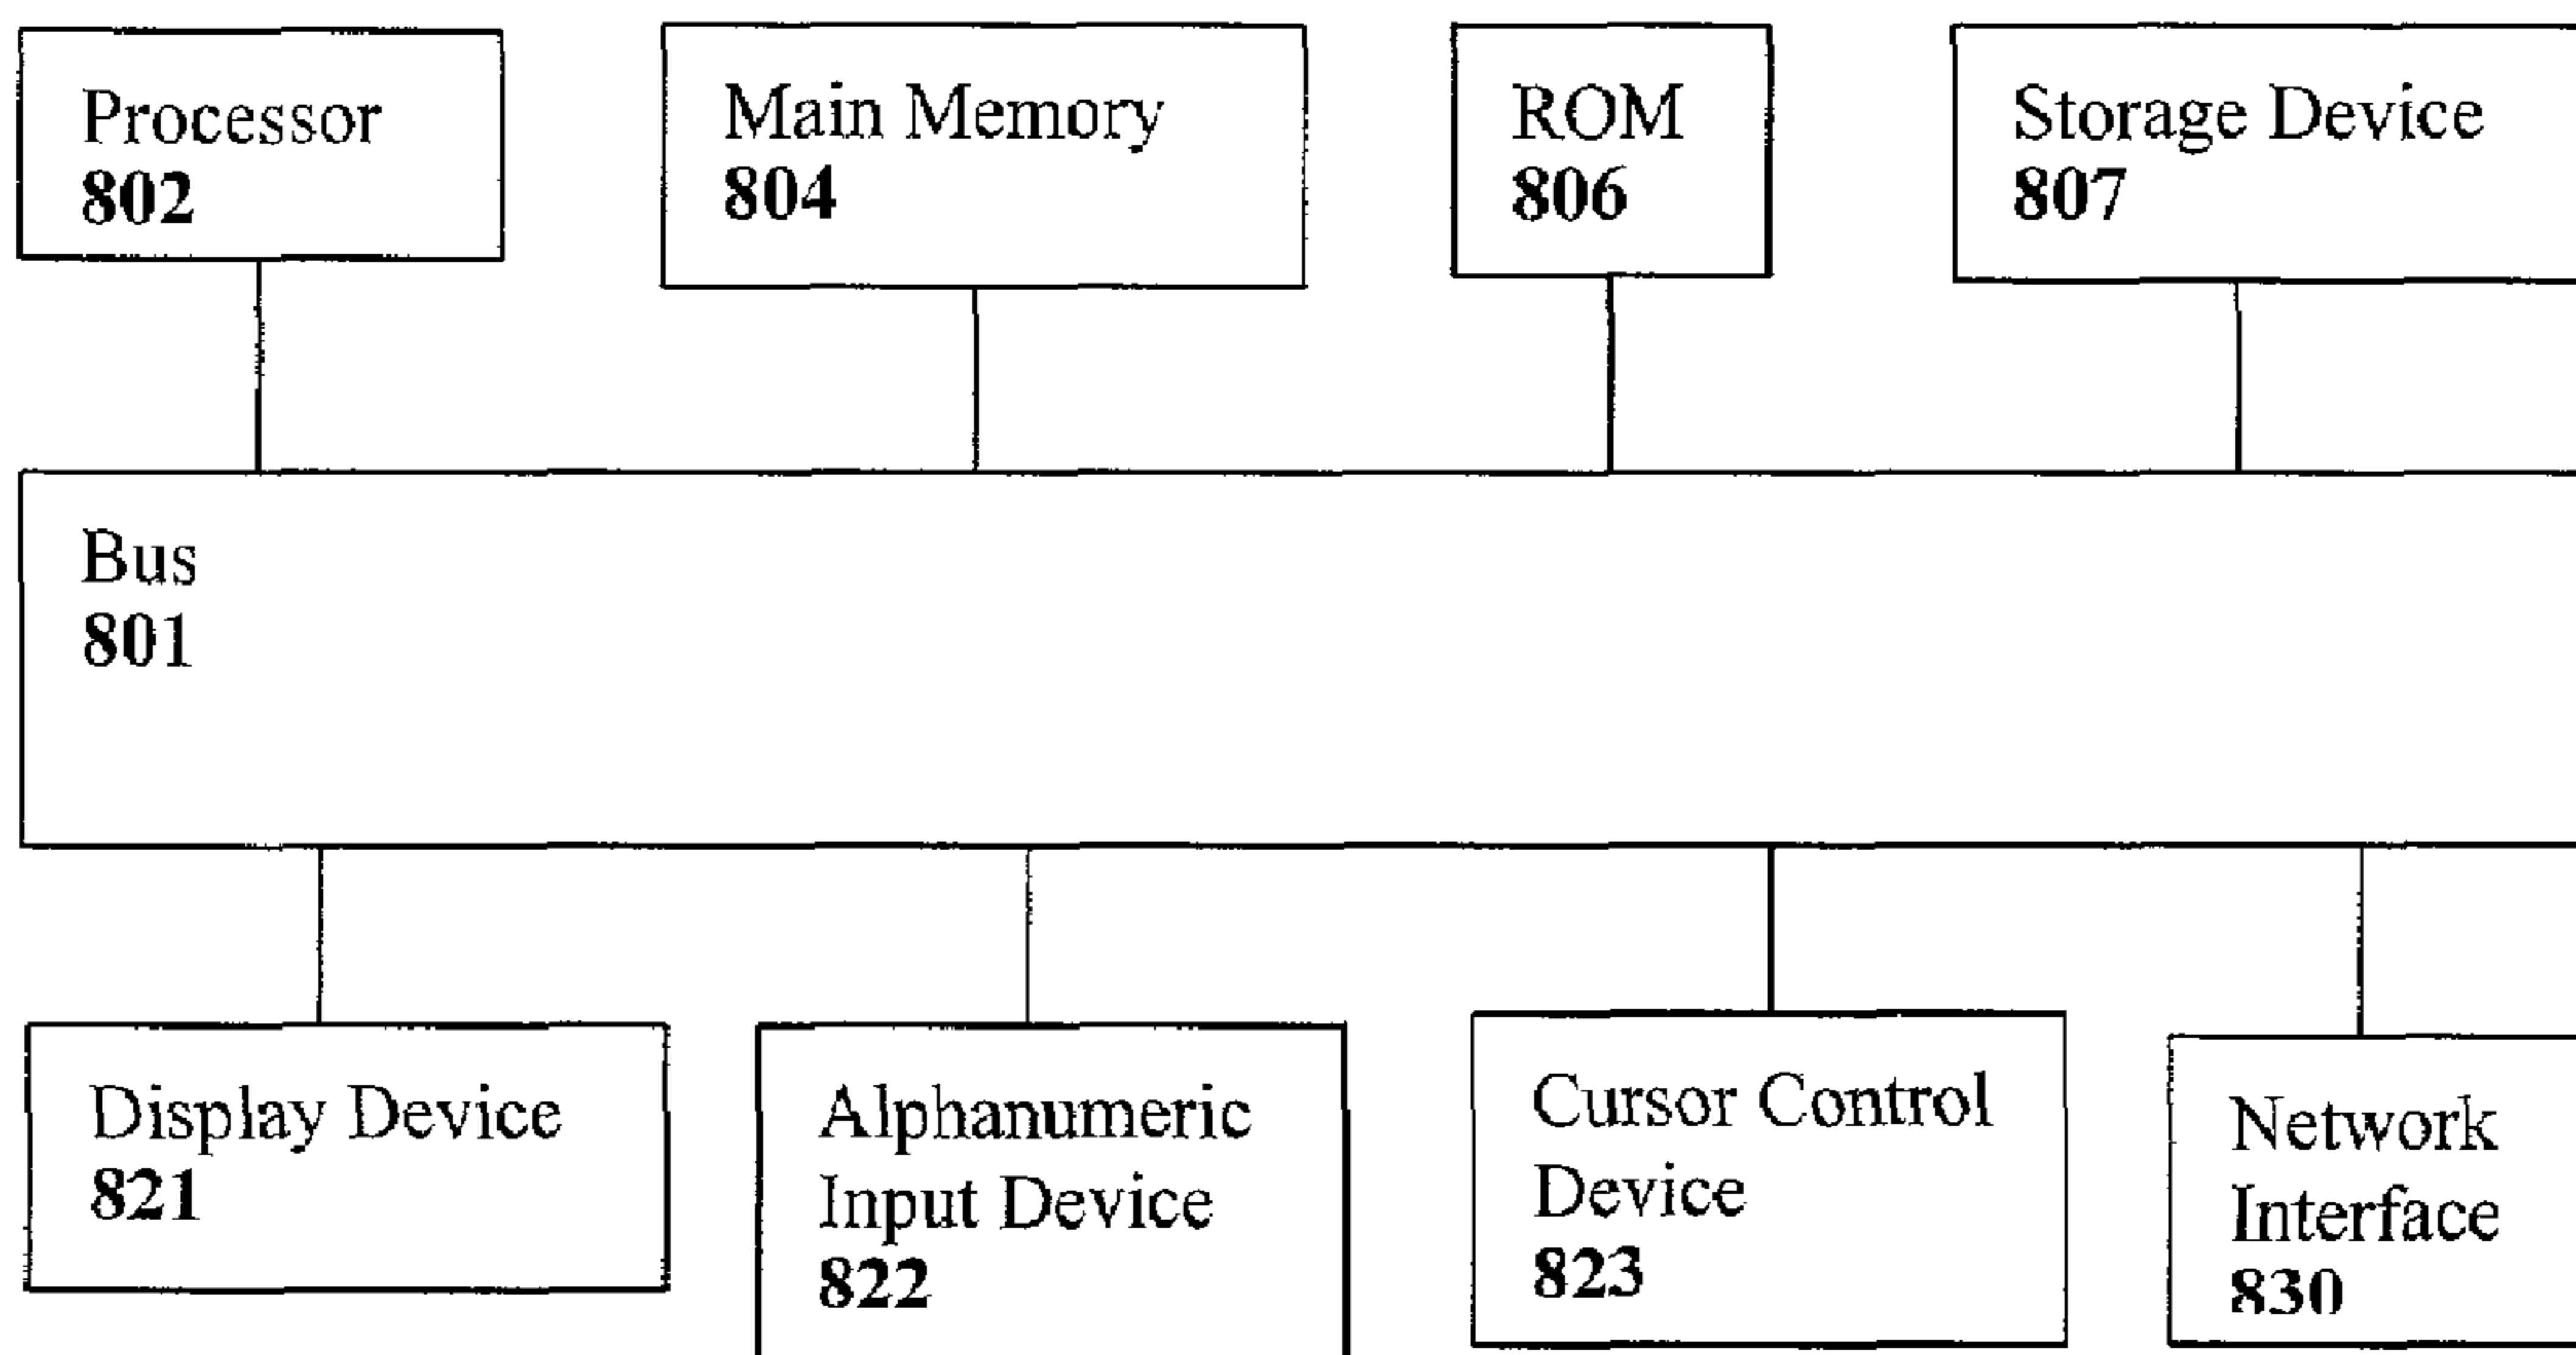 Processor
802
Main Memory
804
ROM
806
Storage Device
807
Bus
801
Display Device
821
Alphanumeric
Input Device
822
Cursor Control
Device
823
Network
Interface
830